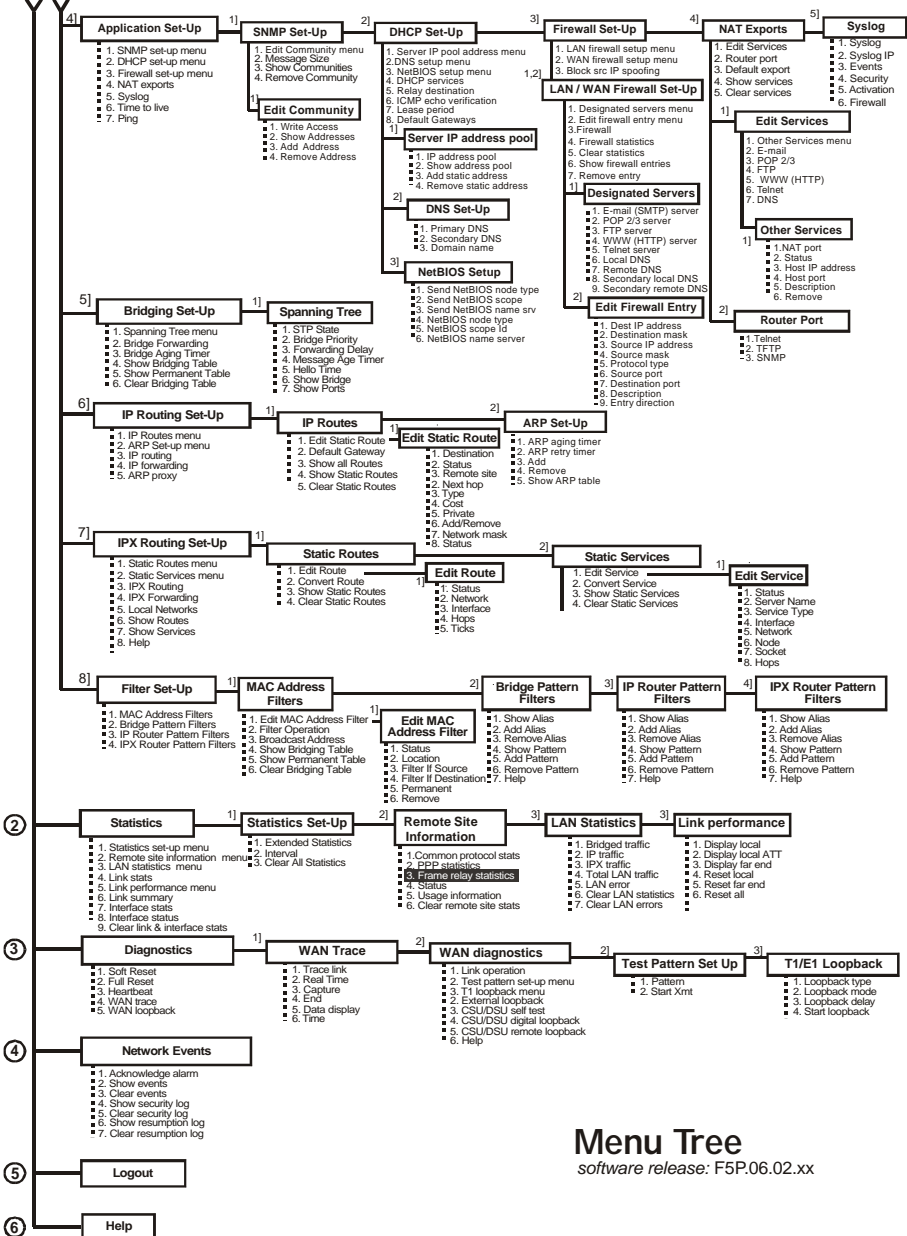 4]
Application Set-Up
1. SNMP set-up menu
2. DHCP set-up menu
3. Firewall set-up menu
4. NAT exports
5. Syslog
6. Time to live
7. Ping
1]
SNMP Set-Up
1. Edit Community menu
2. Message Size
3. Show Communities
4. Remove Community
1]
Edit Community
1. Write Access
2. Show Addresses
3. Add Address
4. Remove Address
2]
DHCP Set-Up
1. Server IP pool address menu
2.DNS setup menu
3. NetBIOS setup menu
4. DHCP services
5. Relay destination
6. ICMP echo verification
7. Lease period
8. Default Gateways
1]
Server IP address pool
1. IP address pool
2. Show address pool
3. Add static address
4. Remove static address
2]
DNS Set-Up
1. Primary DNS
2. Secondary DNS
3. Domain name
3]
NetBIOS Setup
1. Send NetBIOS node type
2. Send NetBIOS scope
3. Send NetBIOS name srv
4. NetBIOS node type
5. NetBIOS scope Id
6. NetBIOS name server
3]
Firewall Set-Up
1. LAN firewall setup menu
2. WAN firewall setup menu
3. Block src IP spoofing
1,2]
LAN / WAN Firewall Set-Up
1. Designated servers menu
2. Edit firewall entry menu
3.Firewall
4. Firewall statistics
5. Clear statistics
6. Show firewall entries
7. Remove entry
1]
Designated Servers
1. E-mail (SMTP) server
2. POP 2/3 server
3. FTP server
4. WWW (HTTP) server
5. Telnet server
6. Local DNS
7. Remote DNS
8. Secondary local DNS
9. Secondary remote DNS
2]
Edit Firewall Entry
1. Dest IP address
2. Destination mask
3. Source IP address
4. Source mask
5. Protocol type
6. Source port
7. Destination port
8. Description
9. Entry direction
4]
NAT Exports
1. Edit Services
2. Router port
3. Default export
4. Show services
5. Clear services
1]
Edit Services
1. Other Services menu
2. E-mail
3. POP 2/3
4. FTP
5. WWW (HTTP)
6. Telnet
7. DNS
1]
Other Services
1.NAT port
2. Status
3. Host IP address
4. Host port
5. Description
6. Remove
2]
Router Port
1.Telnet
2. TFTP
3. SNMP
5]
Syslog
1. Syslog
2. Syslog IP
3. Events
4. Security
5. Activation
6. Firewall
5]
Bridging Set-Up
1. Spanning Tree menu
2. Bridge Forwarding
3. Bridge Aging Timer
4. Show Bridging Table
5. Show Permanent Table
6. Clear Bridging Table
1]
Spanning Tree
1. STP State
2. Bridge Priority
3. Forwarding Delay
4. Message Age Timer
5. Hello Time
6. Show Bridge
7. Show Ports
6]
IP Routing Set-Up
1. IP Routes menu
2. ARP Set-up menu
3. IP routing
4. IP forwarding
5. ARP proxy
1]
IP Routes
1. Edit Static Route
2. Default Gateway
3. Show all Routes
4. Show Static Routes
5. Clear Static Routes
1]
Edit Static Route
1. Destination
2. Status
3. Remote site
2. Next hop
3. Type
4. Cost
5. Private
6. Add/Remove
7. Network mask
8. Status
2]
ARP Set-Up
1. ARP aging timer
2. ARP retry timer
3. Add
4. Remove
5. Show ARP table
7]
IPX Routing Set-Up
1. Static Routes menu
2. Static Services menu
3. IPX Routing
4. IPX Forwarding
5. Local Networks
6. Show Routes
7. Show Services
8. Help
1]
Static Routes
1. Edit Route
2. Convert Route
3. Show Static Routes
4. Clear Static Routes
1]
Edit Route
1. Status
2. Network
3. Interface
4. Hops
5. Ticks
2]
Static Services
1. Edit Service
2. Convert Service
3. Show Static Services
4. Clear Static Services
1]
Edit Service
1. Status
2. Server Name
3. Service Type
4. Interface
5. Network
6. Node
7. Socket
8. Hops
8]
Filter Set-Up
1. MAC Address Filters
2. Bridge Pattern Filters
3. IP Router Pattern Filters
4. IPX Router Pattern Filters
1]
MAC Address
Filters
1. Edit MAC Address Filter
2. Filter Operation
3. Broadcast Address
4. Show Bridging Table
5. Show Permanent Table
6. Clear Bridging Table
1]
Edit MAC
Address Filter
1. Status
2. Location
3. Filter If Source
4. Filter If Destination
5. Permanent
6. Remove
2]
Bridge Pattern
Filters
1. Show Alias
2. Add Alias
3. Remove Alias
4. Show Pattern
5. Add Pattern
6. Remove Pattern
7. Help
3]
IP Router Pattern
Filters
1. Show Alias
2. Add Alias
3. Remove Alias
4. Show Pattern
5. Add Pattern
6. Remove Pattern
7. Help
4]
IPX Router Pattern
Filters
1. Show Alias
2. Add Alias
3. Remove Alias
4. Show Pattern
5. Add Pattern
6. Remove Pattern
7. Help
2
Statistics
1. Statistics set-up menu
2. Remote site information menu
3. LAN statistics menu
4. Link stats
5. Link performance menu
6. Link summary
7. Interface stats
8. Interface status
9. Clear link & interface stats
1]
Statistics Set-Up
1. Extended Statistics
2. Interval
3. Clear All Statistics
2]
Remote Site
Information
1.Common protocol stats
2. PPP statistics
3. Frame relay statistics
4. Status
5. Usage information
6. Clear remote site stats
3]
LAN Statistics
1. Bridged traffic
2. IP traffic
3. IPX traffic
4. Total LAN traffic
5. LAN error
6. Clear LAN statistics
7. Clear LAN errors
3]
Link performance
1. Display local
2. Display local ATT
3. Display far end
4. Reset local
5. Reset far end
6. Reset all
3
Diagnostics
1. Soft Reset
2. Full Reset
3. Heartbeat
4. WAN trace
5. WAN loopback
1]
WAN Trace
1. Trace link
2. Real Time
3. Capture
4. End
5. Data display
6. Time
2]
WAN diagnostics
1. Link operation
2. Test pattern set-up menu
3. T1 loopback menu
2. External loopback
3. CSU/DSU self test
4. CSU/DSU digital loopback
5. CSU/DSU remote loopback
6. Help
2]
Test Pattern Set Up
1. Pattern
2. Start Xmt
3]
T1/E1 Loopback
1. Loopback type
2. Loopback mode
3. Loopback delay
4. Start loopback
4
Network Events
1. Acknowledge alarm
2. Show events
3. Clear events
4. Show security log
5. Clear security log
6. Show resumption log
7. Clear resumption log
5
Logout
6
Help
Menu Tree
software release: F5P.06.02.xx